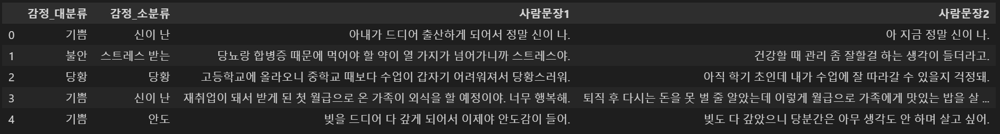 감정_대분류 감정_소분류 사람문장1 사람문장2
0 기쁨 신이 난 아내가 드디어 출산하게 되어서 정말 신이 나. 아 지금 정말 신이 나.
1 불안 스트레스 받는 당뇨랑 합병증 때문에 먹어야 할 약이 열 가지가 넘어가니까 스트레스야. 건강할 때 관리 좀 잘할걸 하는 생각이 들더라고.
2 당황 당황 고등학교에 올라오니 중학교 때보다 수업이 갑자기 어려워져서 당황스러워. 아직 학기 초인데 내가 수업에 잘 따라갈 수 있을지 걱정돼.
3 기쁨 신이 난 재취업이 돼서 받게 된 첫 월급으로 온 가족이 외식을 할 예정이야. 너무 행복해. 퇴직 후 다시는 돈을 못 벌 줄 알았는데 이렇게 월급으로 가족에게 맛있는 밥을 살 ...
4 기쁨 안도 빚을 드디어 다 갚게 되어서 이제야 안도감이 들어. 빚도 다 갚았으니 당분간은 아무 생각도 안 하며 살고 싶어.